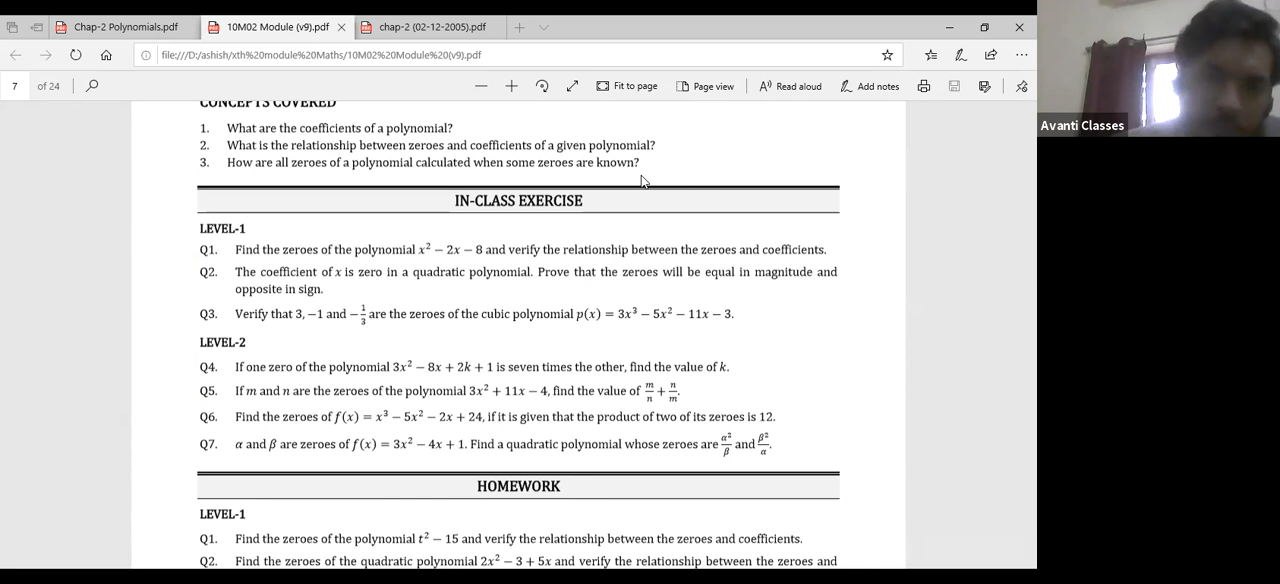 Chap-2 Polynomials.pdf
10M02 Module (v9).pdf
chap-2 (02-12-2005).pdf
file:///D:/ashish/xth%20module%20Maths/10M02%20Module%20(v9).pdf
7 of 24
Fit to page
Page view
Read aloud
Add notes
Avanti Classes
CONCEPTS COVERED
1. What are the coefficients of a polynomial?
2. What is the relationship between zeroes and coefficients of a given polynomial?
3. How are all zeroes of a polynomial calculated when some zeroes are known?
IN-CLASS EXERCISE
LEVEL-1
Q1. Find the zeroes of the polynomial x² − 2x − 8 and verify the relationship between the zeroes and coefficients.
Q2. The coefficient of x is zero in a quadratic polynomial. Prove that the zeroes will be equal in magnitude and
opposite in sign.
Q3. Verify that 3, −1 and −1/3 are the zeroes of the cubic polynomial p(x) = 3x³ − 5x² − 11x − 3.
LEVEL-2
Q4. If one zero of the polynomial 3x² − 8x + 2k + 1 is seven times the other, find the value of k.
Q5. If m and n are the zeroes of the polynomial 3x² + 11x − 4, find the value of m/n + n/m.
Q6. Find the zeroes of f(x) = x³ − 5x² − 2x + 24, if it is given that the product of two of its zeroes is 12.
Q7. α and β are zeroes of f(x) = 3x² − 4x + 1. Find a quadratic polynomial whose zeroes are α²/β and β²/α.
HOMEWORK
LEVEL-1
Q1. Find the zeroes of the polynomial t² − 15 and verify the relationship between the zeroes and coefficients.
Q2. Find the zeroes of the quadratic polynomial 2x² − 3 + 5x and verify the relationship between the zeroes and